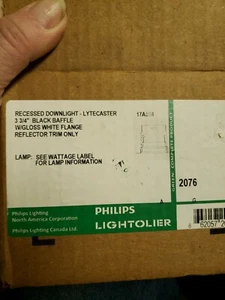 RECESSED DOWNLIGHT - LYTECASTER
3 3/4" BLACK BAFFLE
W/GLOSS WHITE FLANGE
REFLECTOR TRIM ONLY
LAMP: SEE WATTAGE LABEL
FOR LAMP INFORMATION
2076
A G
Philips Lighting
North America Corporation
Philips Lighting Canada Ltd.
PHILIPS
LIGHTOLIER